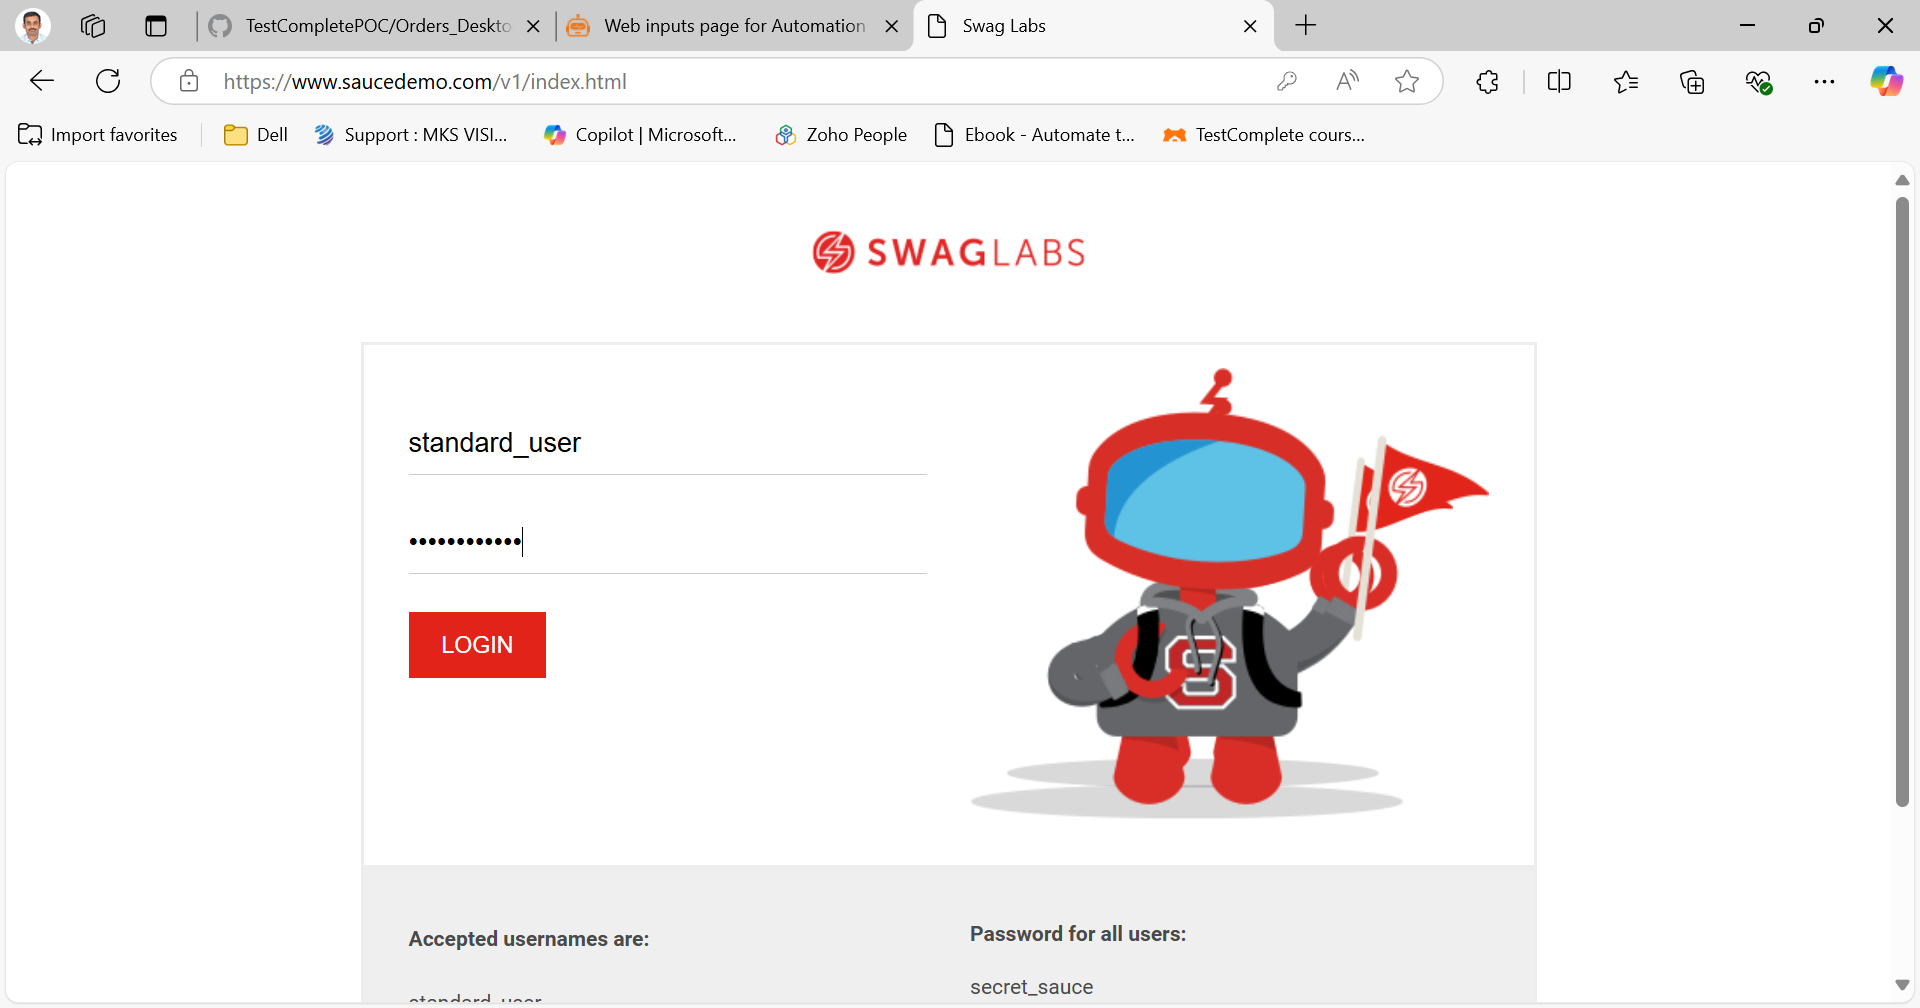 TestCompletePOC/Orders_Deskto
Web inputs page for Automation
Swag Labs
https://www.saucedemo.com/v1/index.html
Import favorites
Dell
Support : MKS VISI...
Copilot | Microsoft...
Zoho People
Ebook - Automate t...
TestComplete cours...
SWAGLABS
standard_user
••••••••••••
LOGIN
S
Accepted usernames are:
standard_user
Password for all users:
secret_sauce